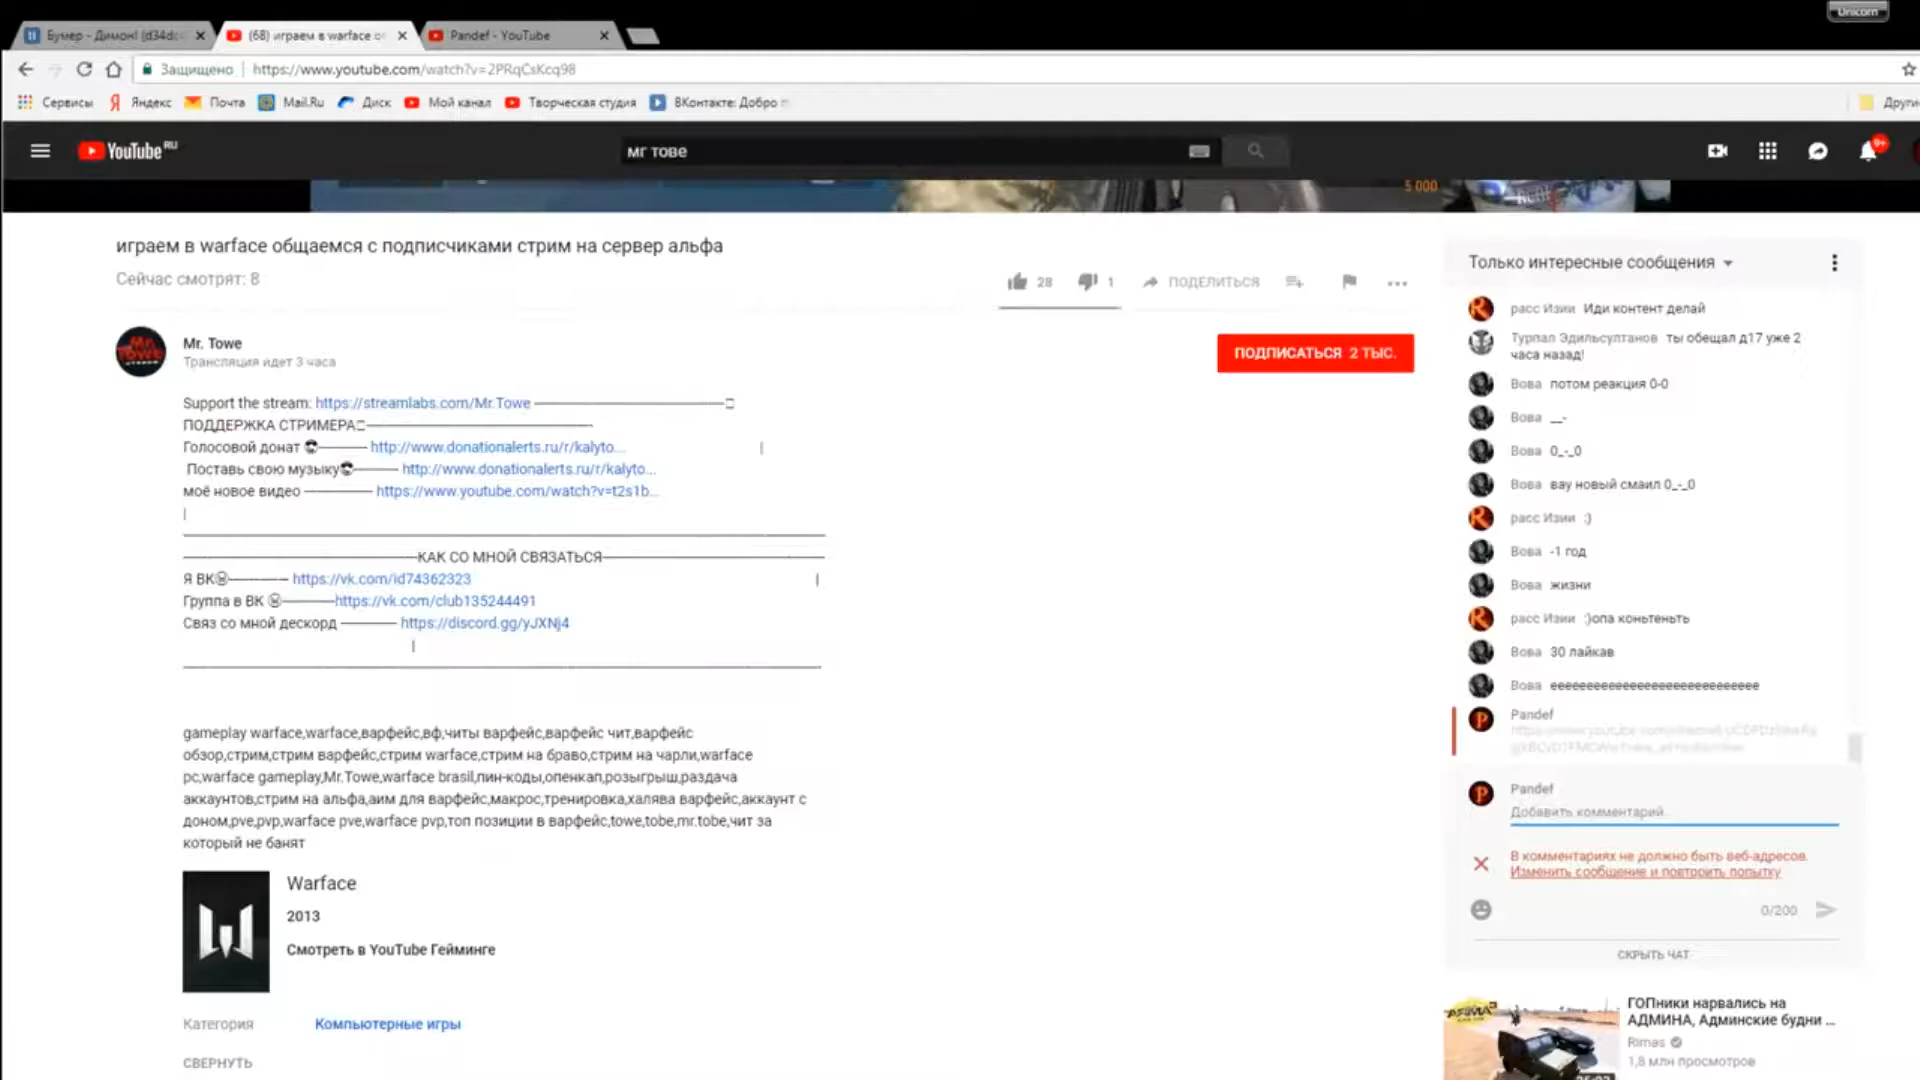 Unicorn
Бумер - Димон! (d34dc
(68) играем в warface о
Pandef - YouTube
Защищено
https://www.youtube.com/watch?v=2PRqCsKcq98
Сервисы
Яндекс
Почта
Mail.Ru
Диск
Мой канал
Творческая студия
ВКонтакте: Добро п
Други
YouTube RU
мг тове
9+
5 000
играем в warface общаемся с подписчиками стрим на сервер альфа
Сейчас смотрят: 8
28
1
ПОДЕЛИТЬСЯ
Mr. Towe
Трансляция идет 3 часа
ПОДПИСАТЬСЯ 2 ТЫС.
Support the stream: https://streamlabs.com/Mr.Towe
ПОДДЕРЖКА СТРИМЕРА
Голосовой донат 😎 http://www.donationalerts.ru/r/kalyto...
Поставь свою музыку😎 http://www.donationalerts.ru/r/kalyto...
моё новое видео https://www.youtube.com/watch?v=t2s1b...
КАК СО МНОЙ СВЯЗАТЬСЯ
Я ВК https://vk.com/id74362323
Группа в ВК https://vk.com/club135244491
Связ со мной дескорд https://discord.gg/yJXNj4
gameplay warface,warface,варфейс,вф,читы варфейс,варфейс чит,варфейс
обзор,стрим,стрим варфейс,стрим warface,стрим на браво,стрим на чарли,warface
pc,warface gameplay,Mr.Towe,warface brasil,пин-коды,опенкап,розыгрыш,раздача
аккаунтов,стрим на альфа,аим для варфейс,макрос,тренировка,халява варфейс,аккаунт с
доном,pve,pvp,warface pve,warface pvp,топ позиции в варфейс,towe,tobe,mr.tobe,чит за
который не банят
Warface
2013
Смотреть в YouTube Гейминге
Категория
Компьютерные игры
СВЕРНУТЬ
Только интересные сообщения
расс Изии Иди контент делай
Турпал Эдильсултанов ты обещал д17 уже 2
часа назад!
Вова потом реакция 0-0
Вова __-
Вова 0_-_0
Вова вау новый смаил 0_-_0
расс Изии :)
Вова -1 год
Вова жизни
расс Изии :)опа коньтеньть
Вова 30 лайкав
Вова еееееееееееееееееееееееееееее
Pandef
Pandef
Добавить комментарий...
В комментариях не должно быть веб-адресов.
Изменить сообщение и повтроить попытку
0/200
СКРЫТЬ ЧАТ
ГОПники нарвались на
АДМИНА, Админские будни ...
Rimas
1,8 млн просмотров